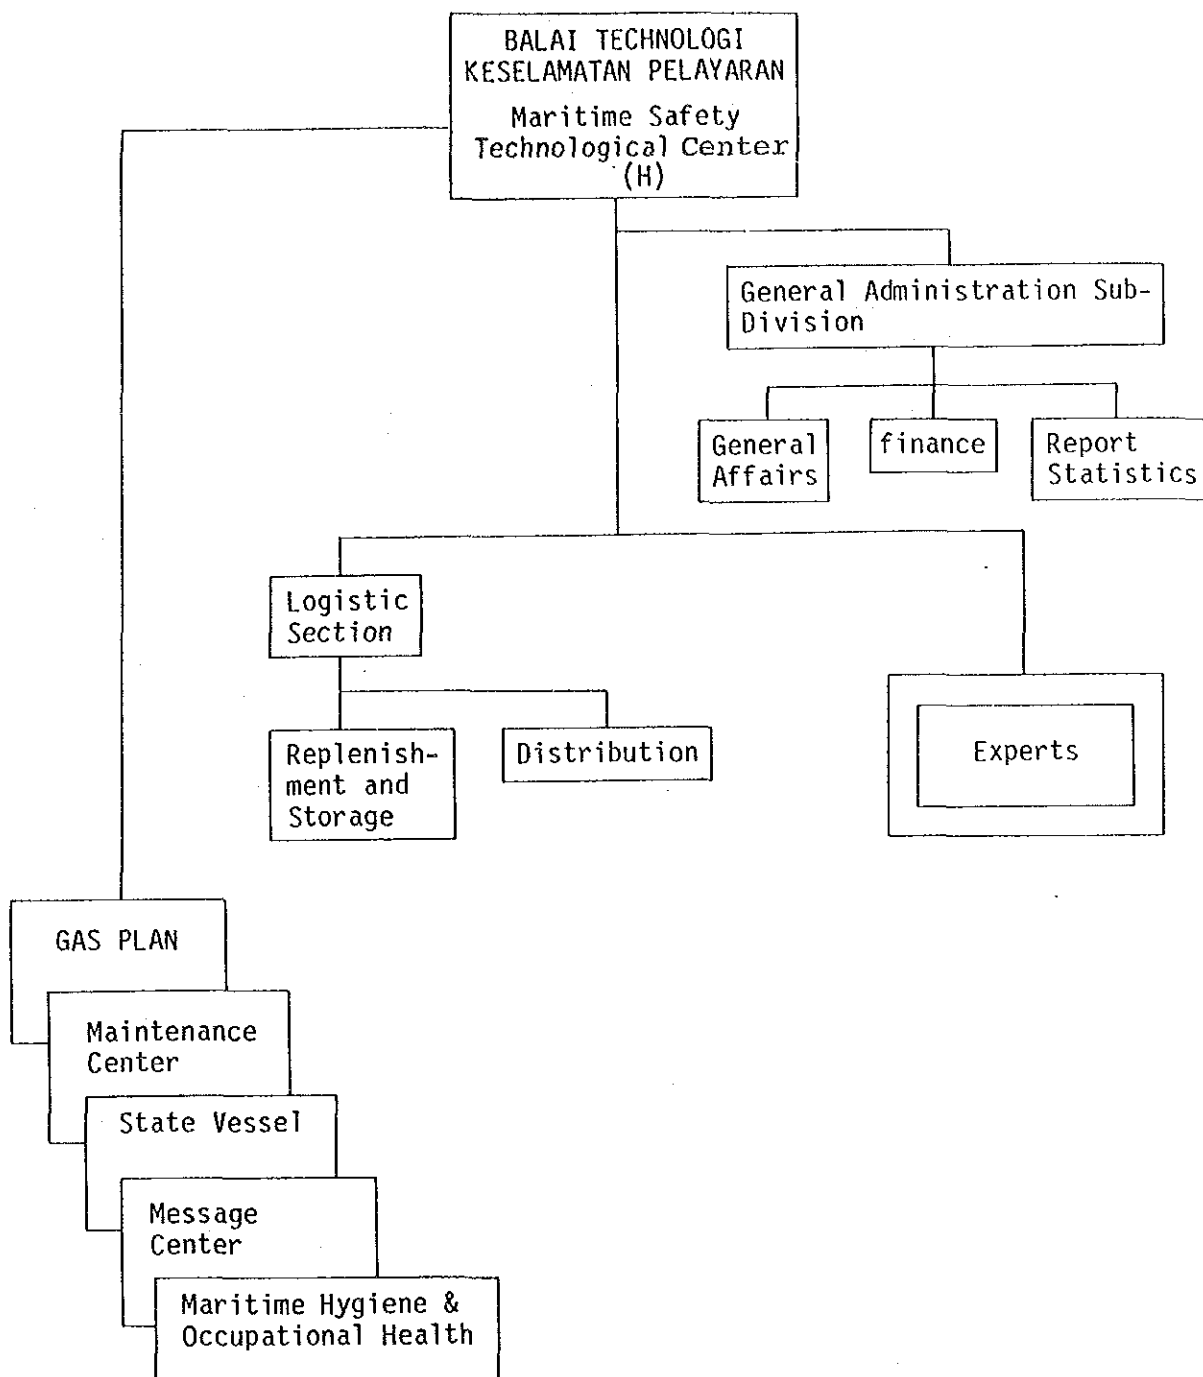 BALAI TECHNOLOGI
KESELAMATAN PELAYARAN
Maritime Safety
Technological Center
(H)
General Administration Sub-
Division
General
Affairs
finance
Report
Statistics
Logistic
Section
Replenish-
ment and
Storage
Distribution
Experts
GAS PLAN
Maintenance
Center
State Vessel
Message
Center
Maritime Hygiene &
Occupational Health